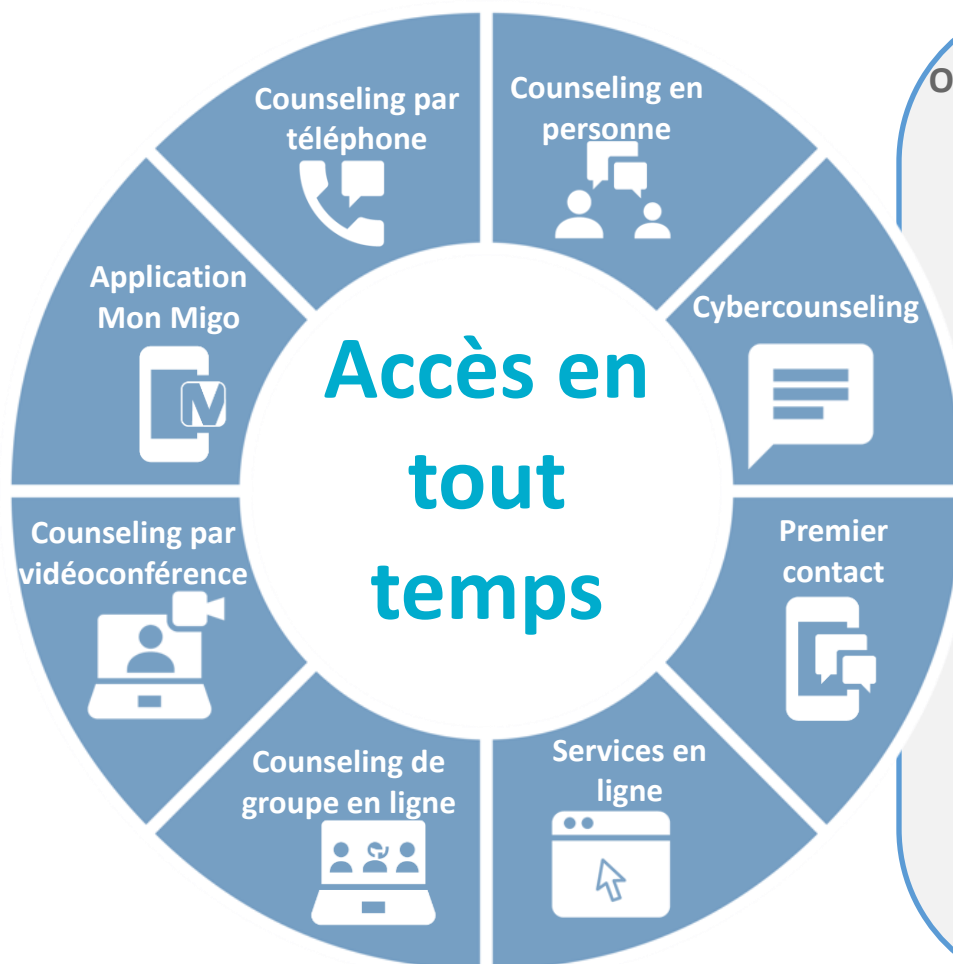 Counseling en
personne
Cybercounseling
Premier
contact
Services en
ligne
Counseling de
groupe en ligne
Counseling par
vidéoconférence
Application
Mon Migo
Counseling par
téléphone
Accès en
tout
temps